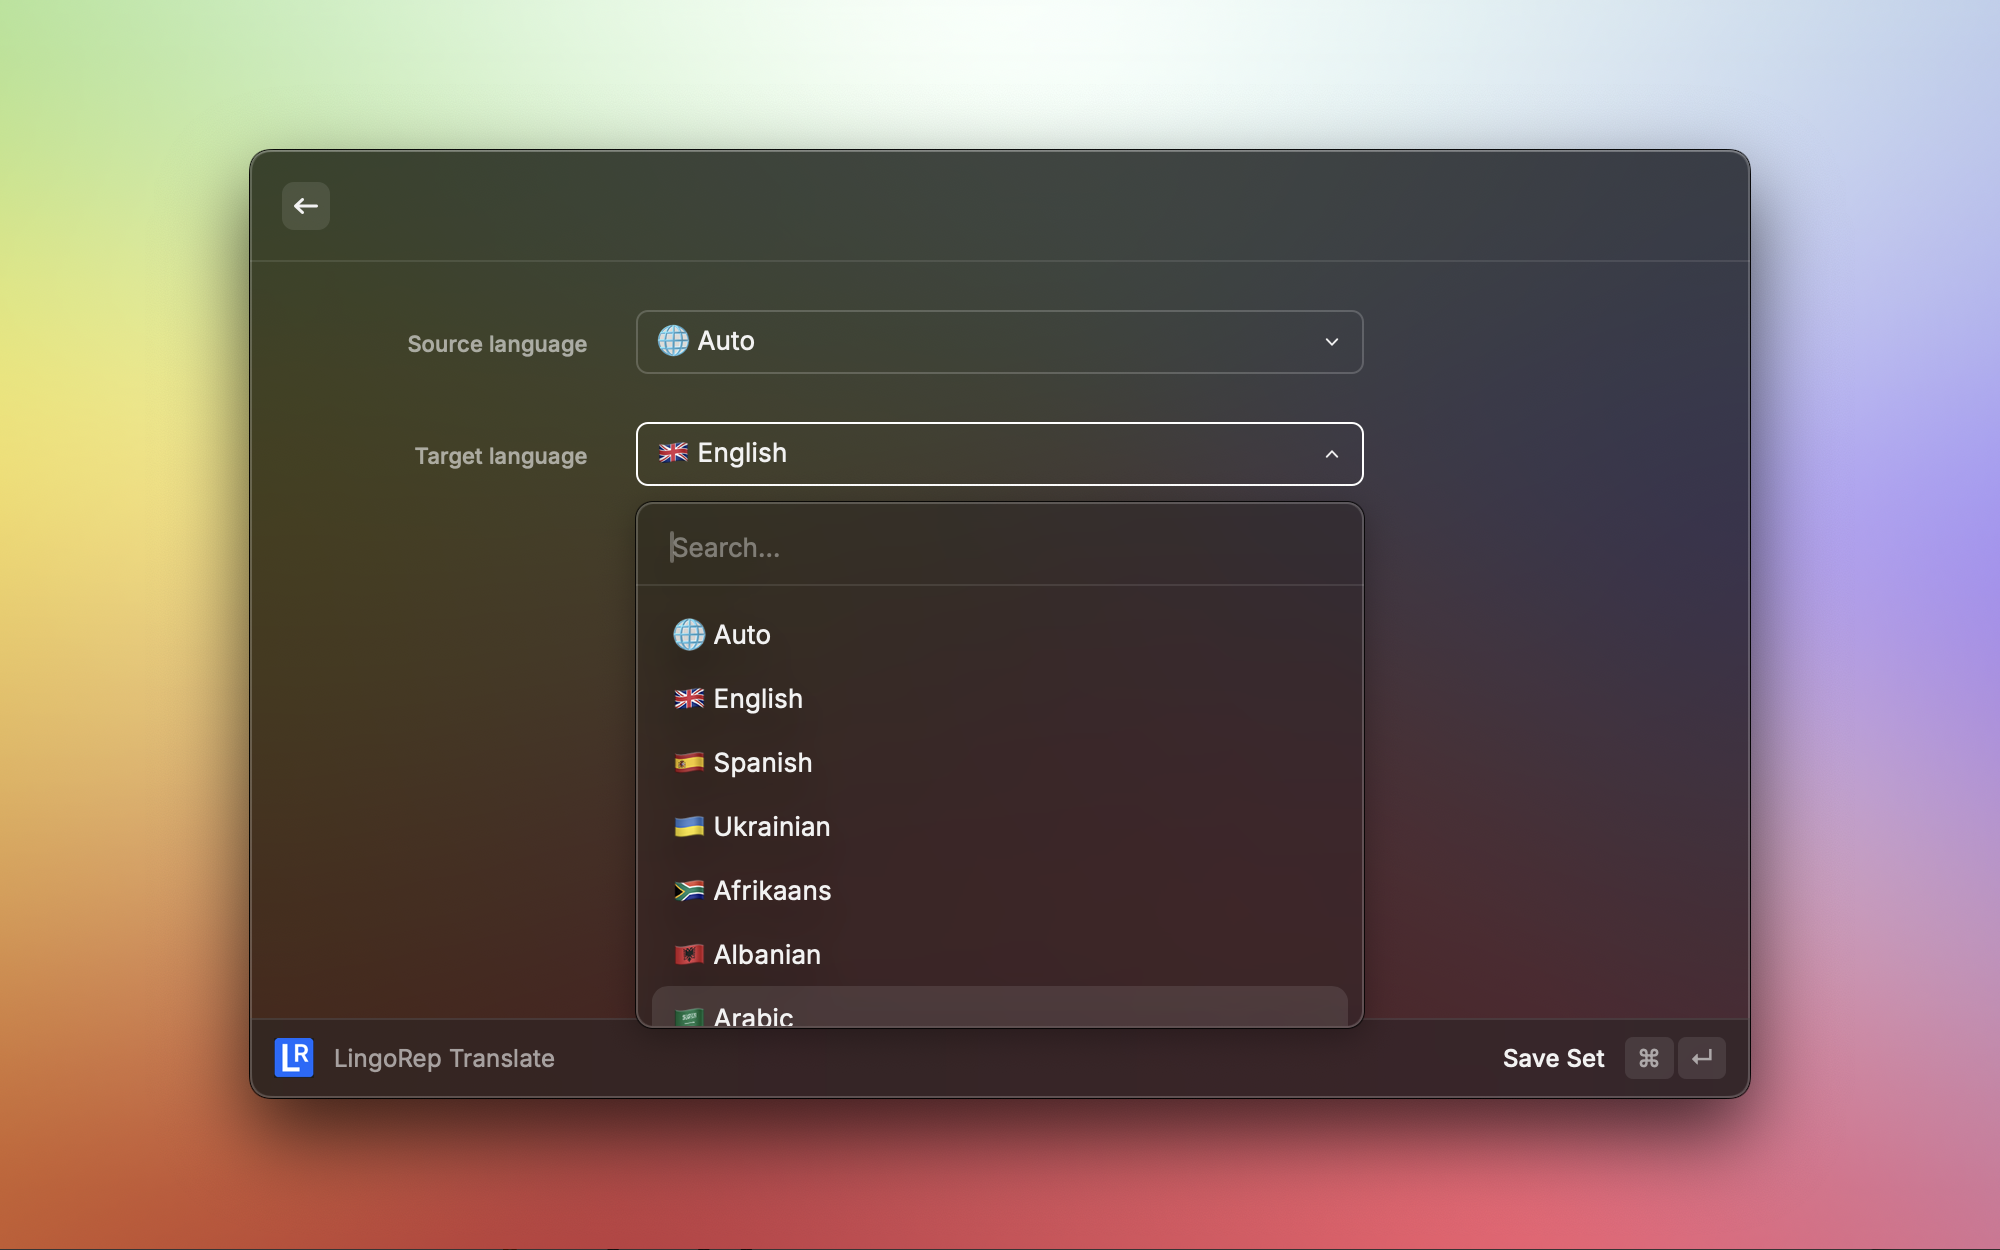 Source language
Auto
Target language
English
Search...
Auto
English
Spanish
Ukrainian
Afrikaans
Albanian
Arabic
LR
LingoRep Translate
Save Set
⌘